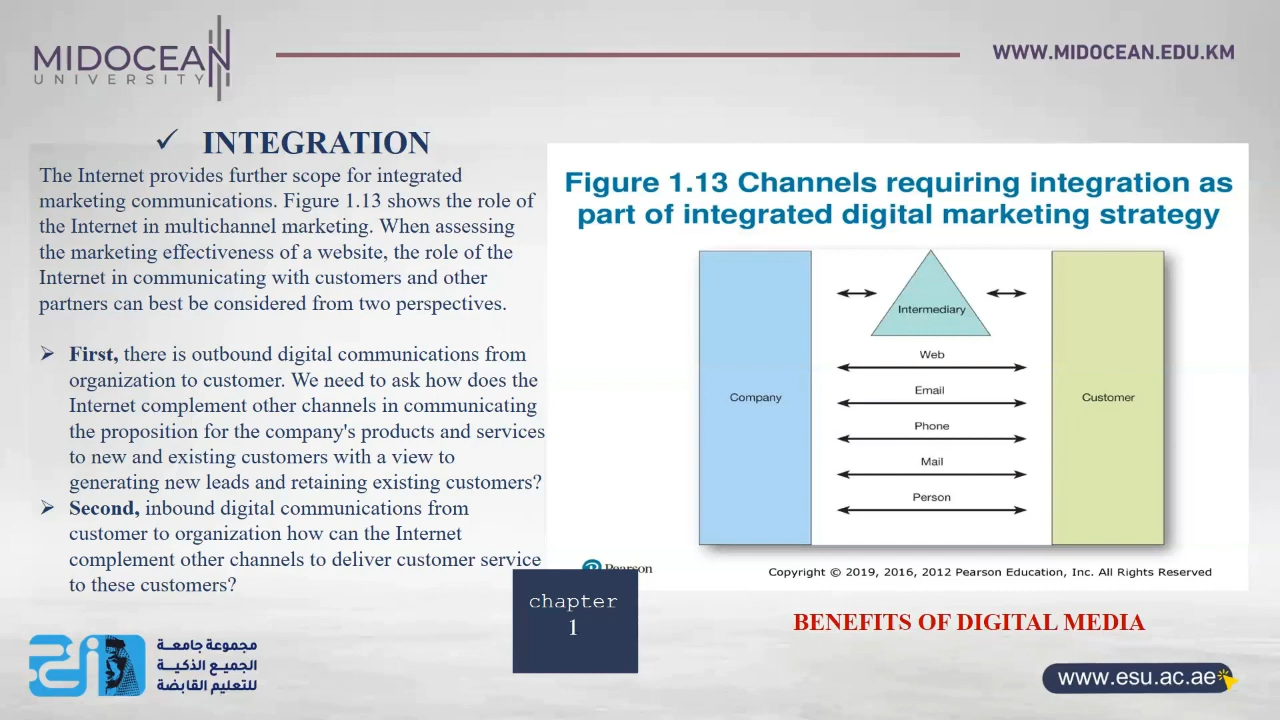 MIDOCEAN
UNIVERSITY
WWW.MIDOCEAN.EDU.KM
✓ INTEGRATION
The Internet provides further scope for integrated
marketing communications. Figure 1.13 shows the role of
the Internet in multichannel marketing. When assessing
the marketing effectiveness of a website, the role of the
Internet in communicating with customers and other
partners can best be considered from two perspectives.
➢ First, there is outbound digital communications from
organization to customer. We need to ask how does the
Internet complement other channels in communicating
the proposition for the company's products and services
to new and existing customers with a view to
generating new leads and retaining existing customers?
➢ Second, inbound digital communications from
customer to organization how can the Internet
complement other channels to deliver customer service
to these customers?
Figure 1.13 Channels requiring integration as
part of integrated digital marketing strategy
Company
Intermediary
Web
Email
Phone
Mail
Person
Customer
Pearson
Copyright © 2019, 2016, 2012 Pearson Education, Inc. All Rights Reserved
chapter
1
BENEFITS OF DIGITAL MEDIA
مجموعة جامعة
الجميع الذكية
للتعليم القابضة
www.esu.ac.ae